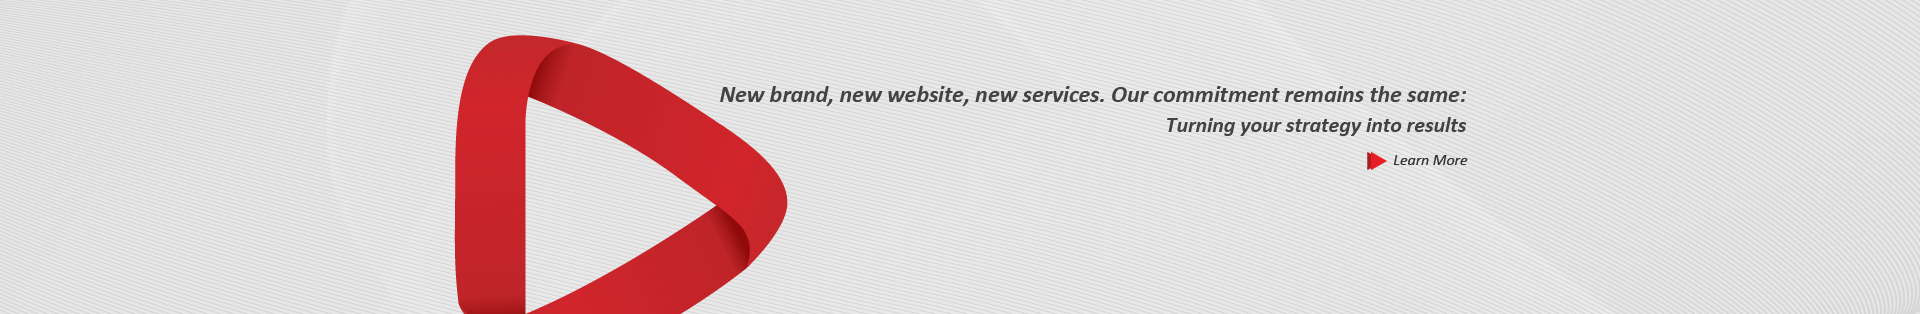 New brand, new website, new services. Our commitment remains the same:
Turning your strategy into results
Learn More